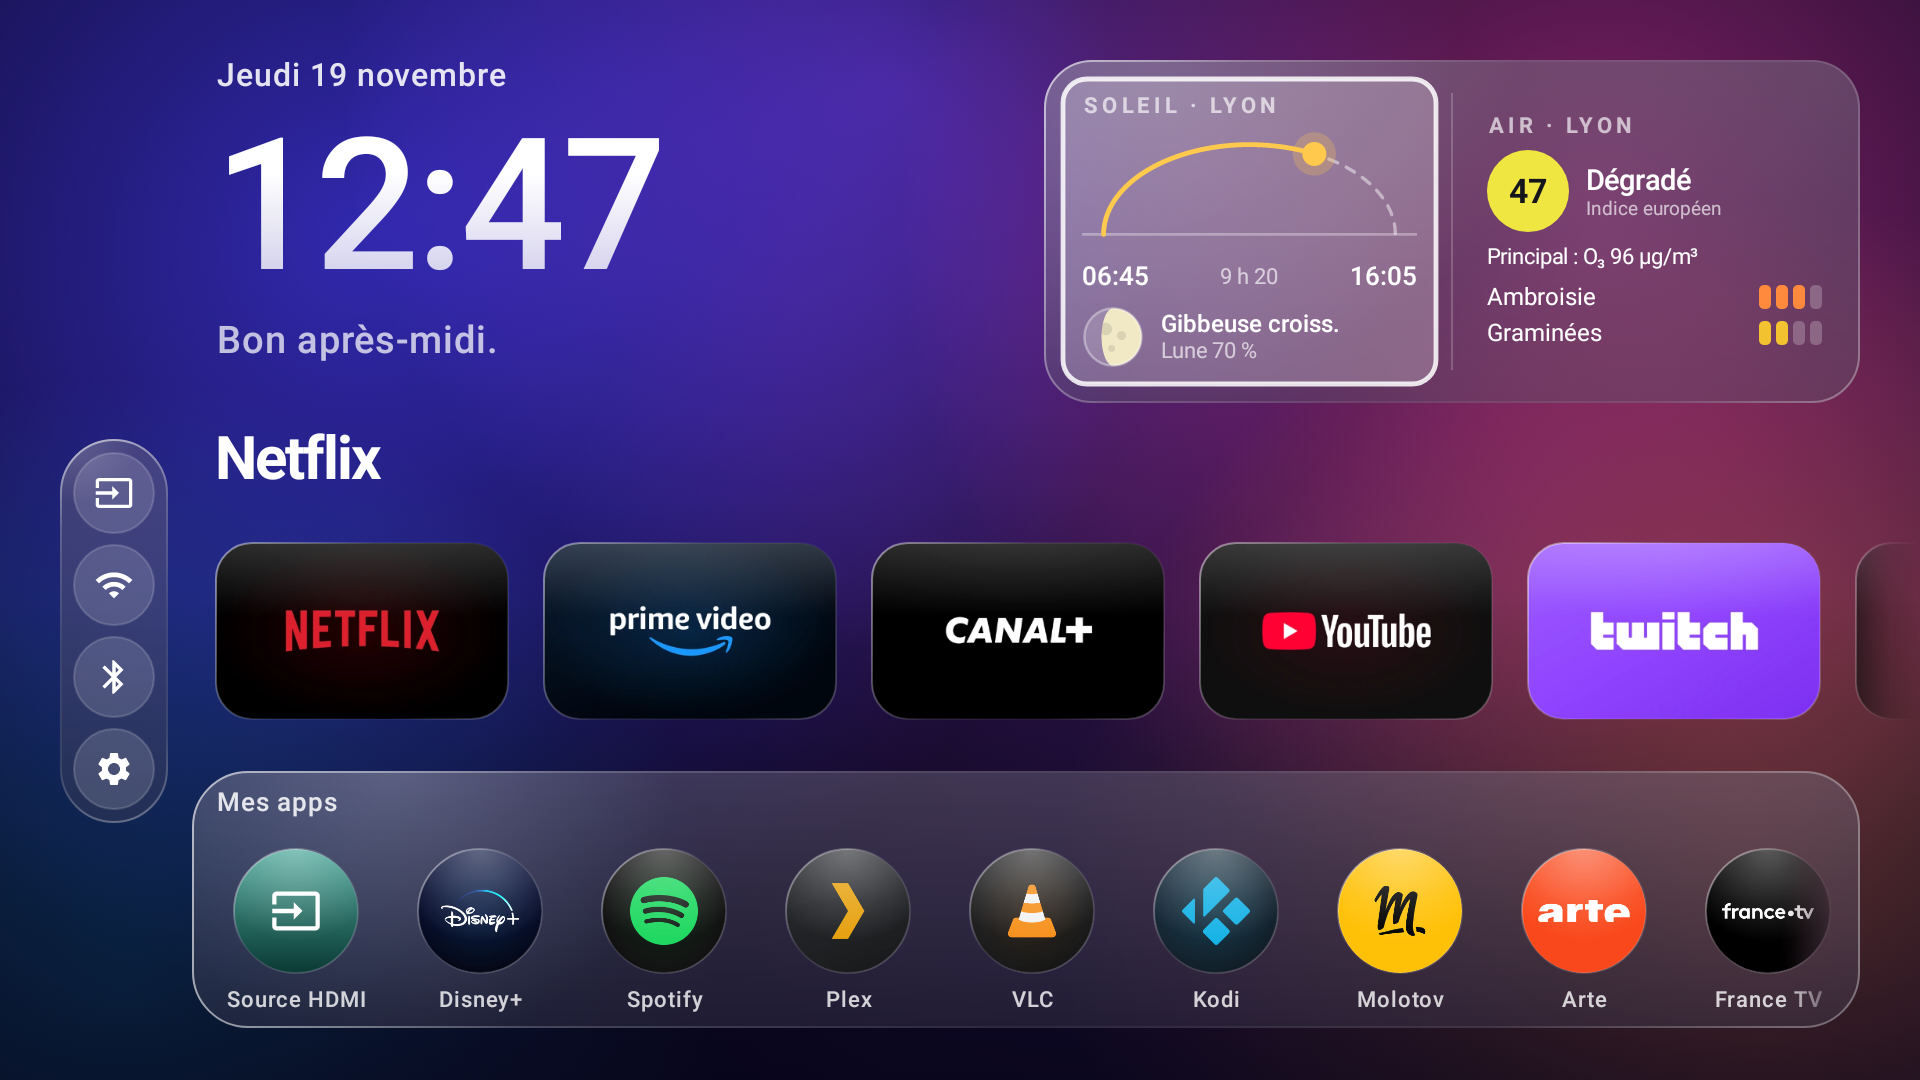 Jeudi 19 novembre
12:47
Bon après-midi.
SOLEIL · LYON
06:45 9 h 20 16:05
Gibbeuse croiss.
Lune 70 %
AIR · LYON
47
Dégradé
Indice européen
Principal : O₃ 96 µg/m³
Ambroisie
Graminées
Netflix
NETFLIX
prime video
CANAL+
YouTube
twitch
Mes apps
Disney+
M.
arte
france•tv
Source HDMI
Disney+
Spotify
Plex
VLC
Kodi
Molotov
Arte
France TV